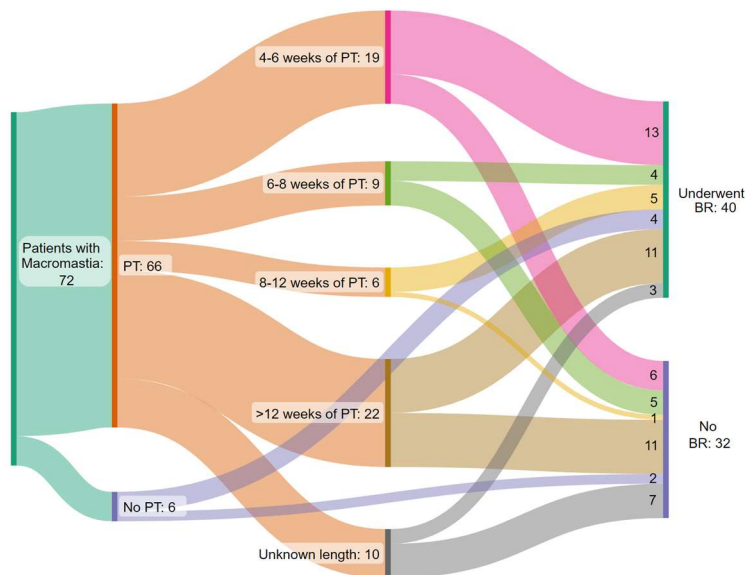 4-6 weeks of PT: 19
6-8 weeks of PT: 9
8-12 weeks of PT: 6
>12 weeks of PT: 22
Unknown length: 10
Patients with
Macromastia:
72
PT: 66
No PT: 6
13
4
5
4
11
3
Underwent
BR: 40
6
5
1
11
2
7
No
BR: 32